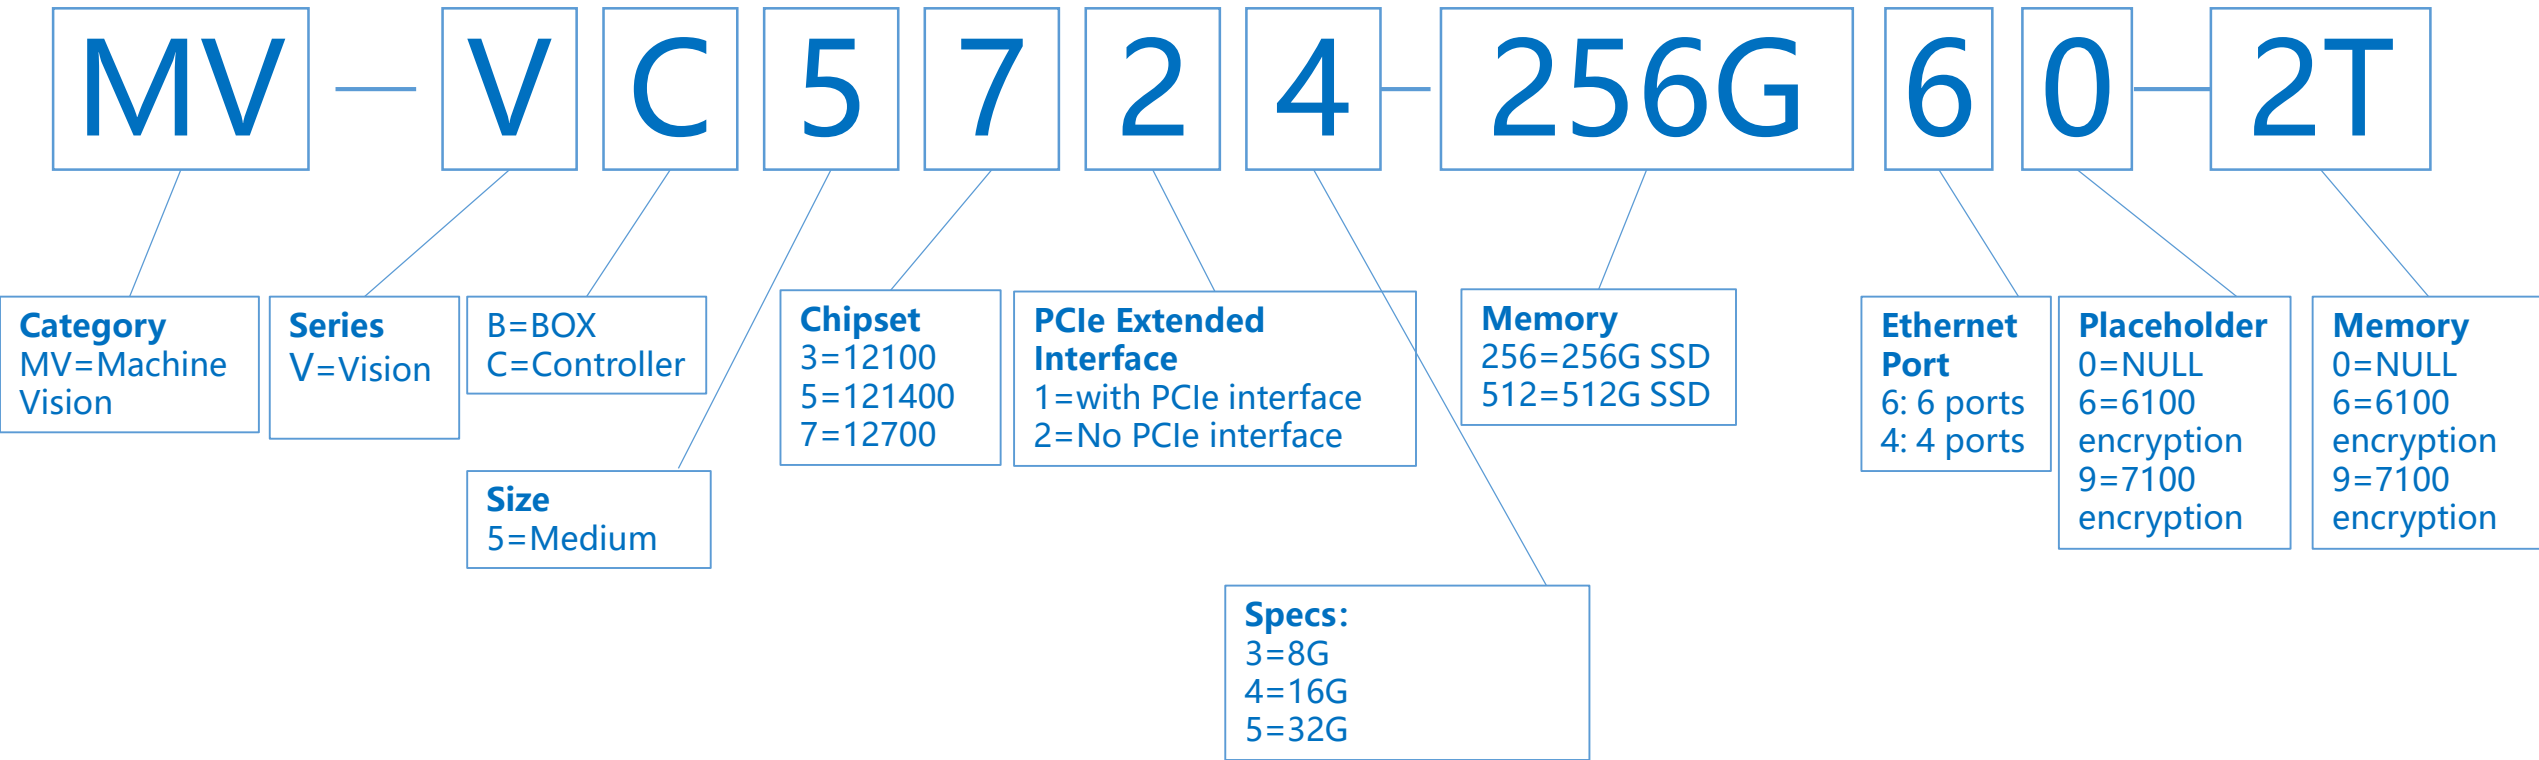 MV — V C 5 7 2 4 — 256G 6 0 — 2T
Category
MV=Machine
Vision
Series
V=Vision
B=BOX
C=Controller
Size
5=Medium
Chipset
3=12100
5=121400
7=12700
PCIe Extended
Interface
1=with PCIe interface
2=No PCIe interface
Specs：
3=8G
4=16G
5=32G
Memory
256=256G SSD
512=512G SSD
Ethernet
Port
6: 6 ports
4: 4 ports
Placeholder
0=NULL
6=6100
encryption
9=7100
encryption
Memory
0=NULL
6=6100
encryption
9=7100
encryption